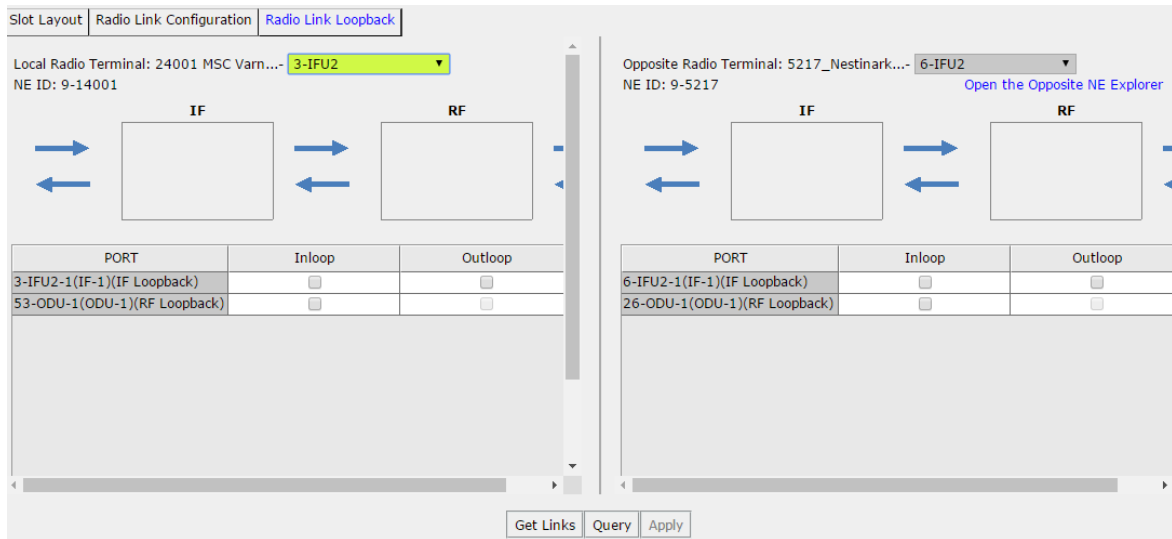 Slot Layout Radio Link Configuration Radio Link Loopback
Local Radio Terminal: 24001 MSC Varn...- 3-IFU2
NE ID: 9-14001
IF RF
PORT Inloop Outloop
3-IFU2-1(IF-1)(IF Loopback)
53-ODU-1(ODU-1)(RF Loopback)
Opposite Radio Terminal: 5217_Nestinark...- 6-IFU2
NE ID: 9-5217 Open the Opposite NE Explorer
IF RF
PORT Inloop Outloop
6-IFU2-1(IF-1)(IF Loopback)
26-ODU-1(ODU-1)(RF Loopback)
Get Links Query Apply